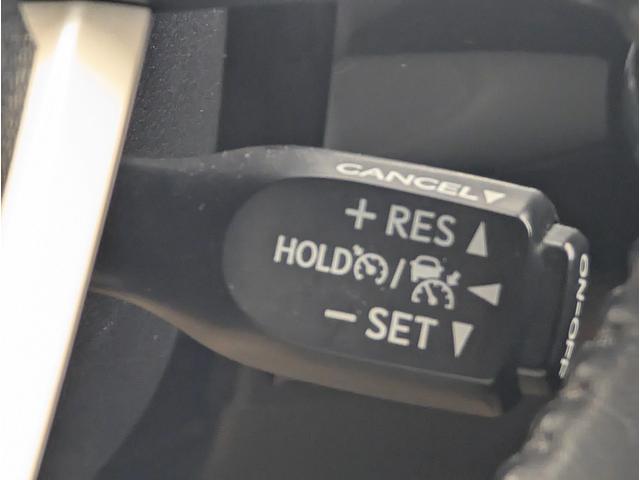 CANCEL▼
+ RES ▲
HOLD / ◀
− SET ▼
ON-OFF